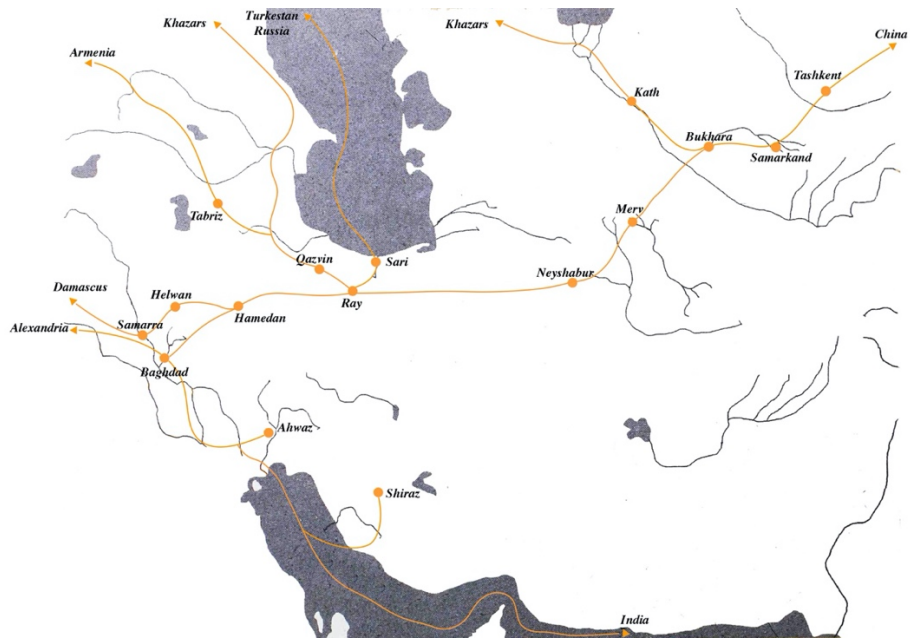 Khazars
Turkestan
Russia
Khazars
China
Armenia
Tashkent
Kath
Bukhara
Samarkand
Tabriz
Merv
Qazvin
Sari
Neyshabur
Damascus
Helwan
Ray
Hamedan
Samarra
Alexandria
Baghdad
Ahwaz
Shiraz
India